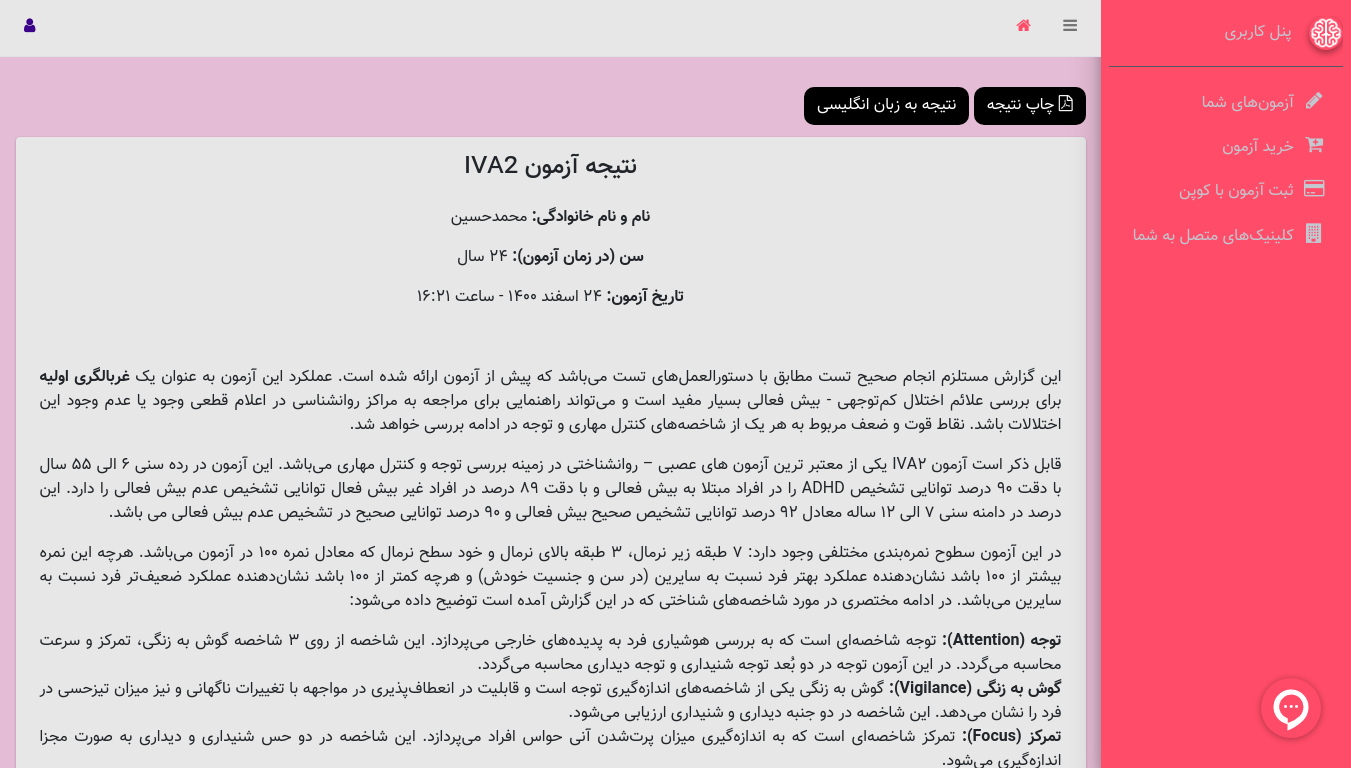 پنل کاربری
آزمون‌های شما
خرید آزمون
ثبت آزمون با کوپن
کلینیک‌های متصل به شما
چاپ نتیجه
نتیجه به زبان انگلیسی
نتیجه آزمون IVA2
نام و نام خانوادگی: محمدحسین
سن (در زمان آزمون): ۲۴ سال
تاریخ آزمون: ۲۴ اسفند ۱۴۰۰ - ساعت ۱۶:۲۱
این گزارش مستلزم انجام صحیح تست مطابق با دستورالعمل‌های تست می‌باشد که پیش از آزمون ارائه شده است. عملکرد این آزمون به عنوان یک غربالگری اولیه
برای بررسی علائم اختلال کم‌توجهی - بیش فعالی بسیار مفید است و می‌تواند راهنمایی برای مراجعه به مراکز روانشناسی در اعلام قطعی وجود یا عدم وجود این
اختلالات باشد. نقاط قوت و ضعف مربوط به هر یک از شاخصه‌های کنترل مهاری و توجه در ادامه بررسی خواهد شد.
قابل ذکر است آزمون IVA۲ یکی از معتبر ترین آزمون های عصبی – روانشناختی در زمینه بررسی توجه و کنترل مهاری می‌باشد. این آزمون در رده سنی ۶ الی ۵۵ سال
با دقت ۹۰ درصد توانایی تشخیص ADHD را در افراد مبتلا به بیش فعالی و با دقت ۸۹ درصد در افراد غیر بیش فعال توانایی تشخیص عدم بیش فعالی را دارد. این
درصد در دامنه سنی ۷ الی ۱۲ ساله معادل ۹۲ درصد توانایی تشخیص صحیح بیش فعالی و ۹۰ درصد توانایی صحیح در تشخیص عدم بیش فعالی می باشد.
در این آزمون سطوح نمره‌بندی مختلفی وجود دارد: ۷ طبقه زیر نرمال، ۳ طبقه بالای نرمال و خود سطح نرمال که معادل نمره ۱۰۰ در آزمون می‌باشد. هرچه این نمره
بیشتر از ۱۰۰ باشد نشان‌دهنده عملکرد بهتر فرد نسبت به سایرین (در سن و جنسیت خودش) و هرچه کمتر از ۱۰۰ باشد نشان‌دهنده عملکرد ضعیف‌تر فرد نسبت به
سایرین می‌باشد. در ادامه مختصری در مورد شاخصه‌های شناختی که در این گزارش آمده است توضیح داده می‌شود:
توجه (Attention): توجه شاخصه‌ای است که به بررسی هوشیاری فرد به پدیده‌های خارجی می‌پردازد. این شاخصه از روی ۳ شاخصه گوش به زنگی، تمرکز و سرعت
محاسبه می‌گردد. در این آزمون توجه در دو بُعد توجه شنیداری و توجه دیداری محاسبه می‌گردد.
گوش به زنگی (Vigilance): گوش به زنگی یکی از شاخصه‌های اندازه‌گیری توجه است و قابلیت در انعطاف‌پذیری در مواجهه با تغییرات ناگهانی و نیز میزان تیزحسی در
فرد را نشان می‌دهد. این شاخصه در دو جنبه دیداری و شنیداری ارزیابی می‌شود.
تمرکز (Focus): تمرکز شاخصه‌ای است که به اندازه‌گیری میزان پرت‌شدن آنی حواس افراد می‌پردازد. این شاخصه در دو حس شنیداری و دیداری به صورت مجزا
اندازه‌گیری می‌شود.